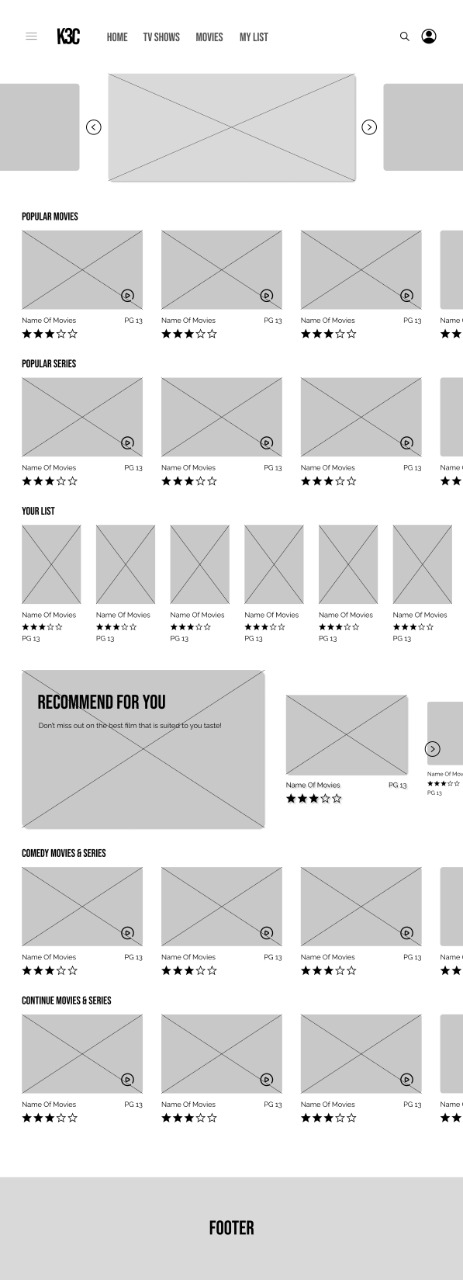 K3C HOME TV SHOWS MOVIES MY LIST
POPULAR MOVIES
Name Of Movies PG 13 Name Of Movies PG 13 Name Of Movies PG 13 Name
POPULAR SERIES
Name Of Movies PG 13 Name Of Movies PG 13 Name Of Movies PG 13 Name
YOUR LIST
Name Of Movies Name Of Movies Name Of Movies Name Of Movies Name Of Movies Name Of Movies
PG 13 PG 13 PG 13 PG 13 PG 13 PG 13
RECOMMEND FOR YOU
Don't miss out on the best film that is suited to you taste!
Name Of Movies PG 13
Name Of Mov
PG 13
COMEDY MOVIES & SERIES
Name Of Movies PG 13 Name Of Movies PG 13 Name Of Movies PG 13 Name
CONTINUE MOVIES & SERIES
Name Of Movies PG 13 Name Of Movies PG 13 Name Of Movies PG 13 Name
FOOTER